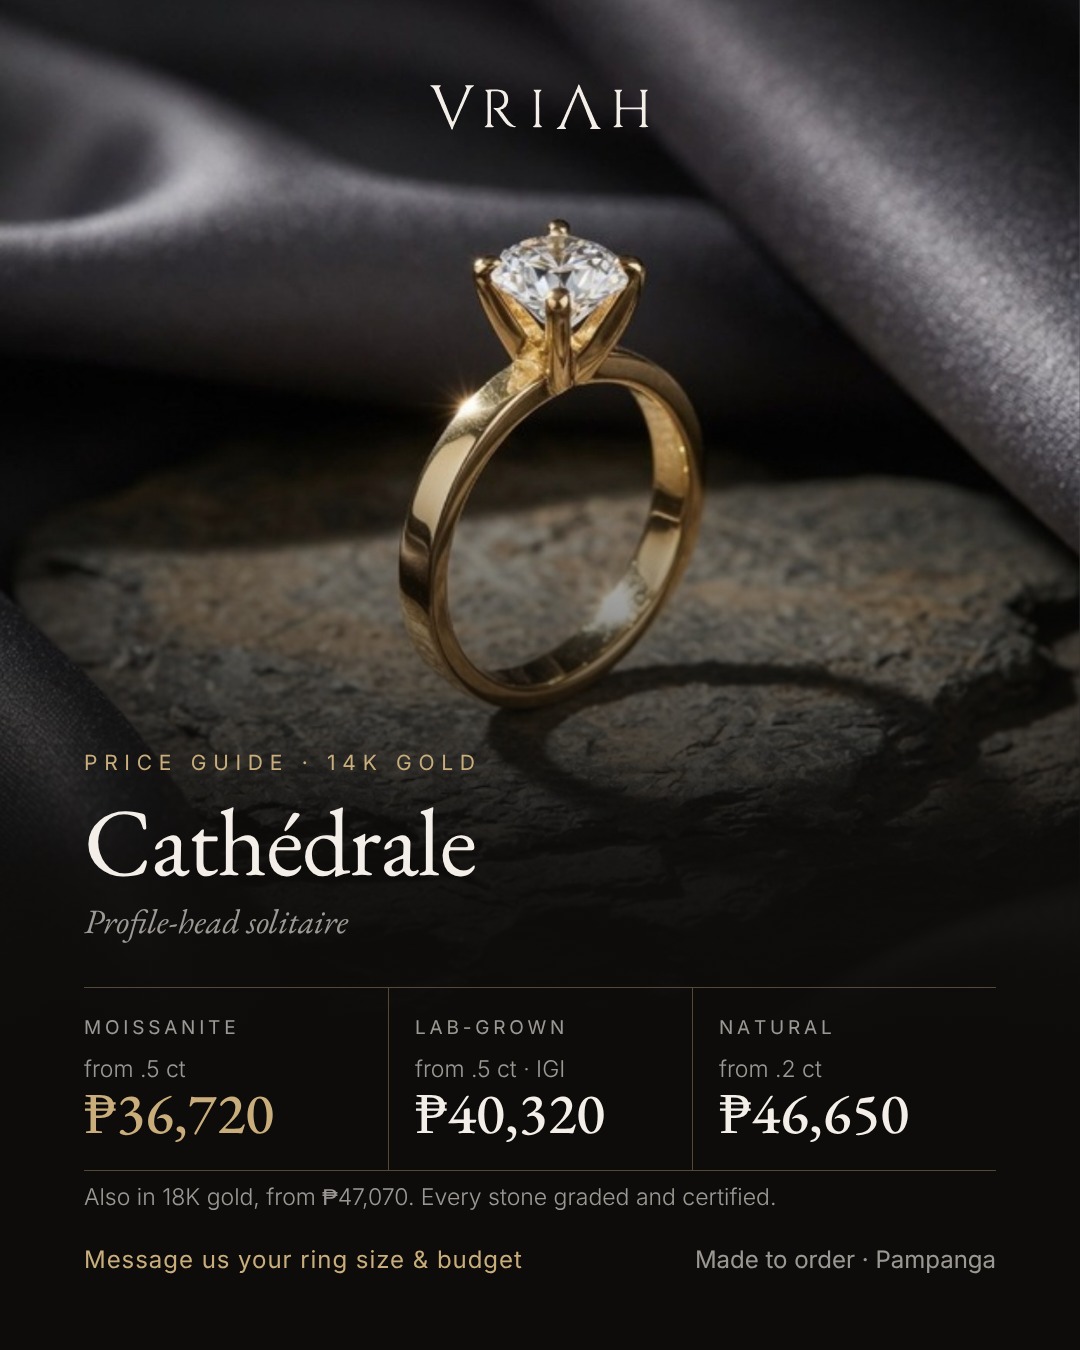 VRIAH
PRICE GUIDE · 14K GOLD
Cathédrale
Profile-head solitaire
MOISSANITE
from .5 ct
₱36,720
LAB-GROWN
from .5 ct · IGI
₱40,320
NATURAL
from .2 ct
₱46,650
Also in 18K gold, from ₱47,070. Every stone graded and certified.
Message us your ring size & budget
Made to order · Pampanga